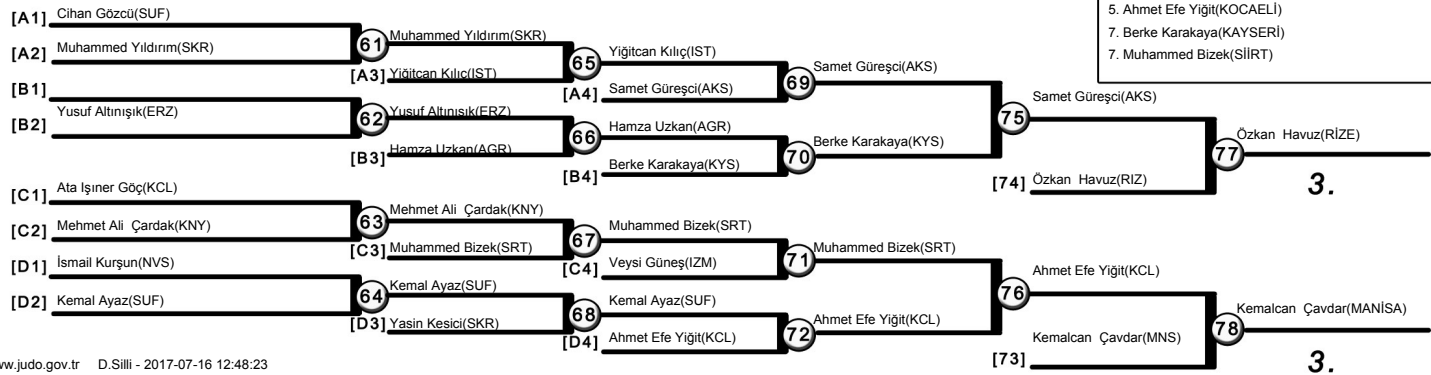 5. Ahmet Efe Yiğit(KOCAELİ)
7. Berke Karakaya(KAYSERİ)
7. Muhammed Bizek(SİİRT)
[A1] Cihan Gözcü(SUF)
[A2] Muhammed Yıldırım(SKR)
61 Muhammed Yıldırım(SKR)
[A3] Yiğitcan Kılıç(IST)
65 Yiğitcan Kılıç(IST)
[A4] Samet Güreşci(AKS)
69 Samet Güreşci(AKS)
[B1]
[B2] Yusuf Altınışık(ERZ)
62 Yusuf Altınışık(ERZ)
[B3] Hamza Uzkan(AGR)
66 Hamza Uzkan(AGR)
[B4] Berke Karakaya(KYS)
70 Berke Karakaya(KYS)
75 Samet Güreşci(AKS)
[74] Özkan Havuz(RIZ)
77 Özkan Havuz(RİZE)
3.
[C1] Ata Işıner Göç(KCL)
[C2] Mehmet Ali Çardak(KNY)
63 Mehmet Ali Çardak(KNY)
[C3] Muhammed Bizek(SRT)
67 Muhammed Bizek(SRT)
[C4] Veysi Güneş(IZM)
71 Muhammed Bizek(SRT)
[D1] İsmail Kurşun(NVS)
[D2] Kemal Ayaz(SUF)
64 Kemal Ayaz(SUF)
[D3] Yasin Kesici(SKR)
68 Kemal Ayaz(SUF)
[D4] Ahmet Efe Yiğit(KCL)
72 Ahmet Efe Yiğit(KCL)
76 Ahmet Efe Yiğit(KCL)
[73] Kemalcan Çavdar(MNS)
78 Kemalcan Çavdar(MANİSA)
3.
ww.judo.gov.tr D.Silli - 2017-07-16 12:48:23